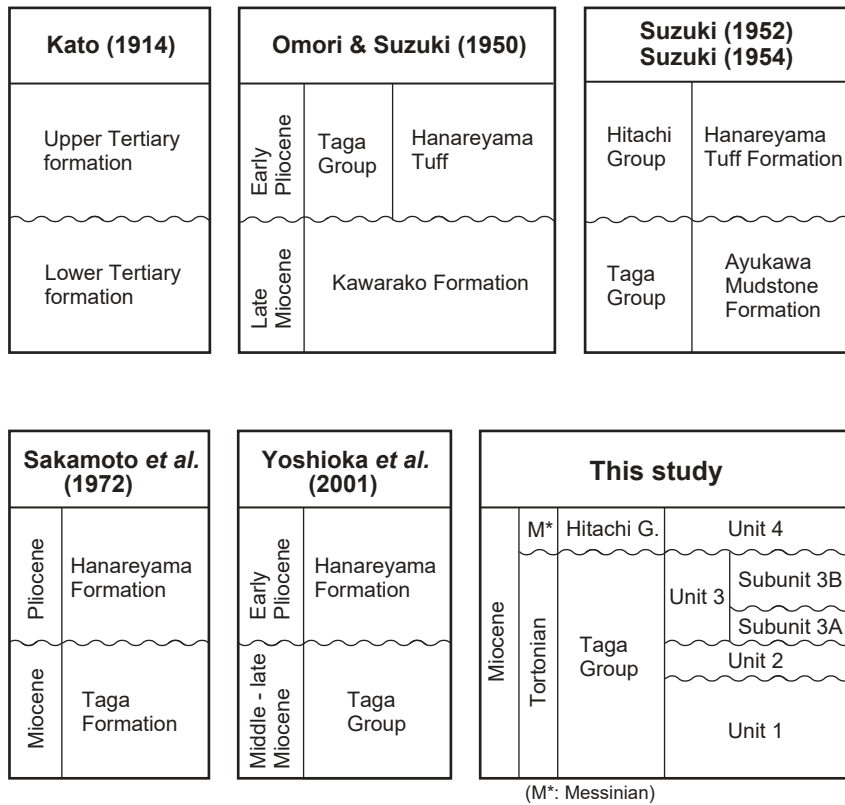 Kato (1914)
Upper Tertiary
formation
Lower Tertiary
formation
Omori & Suzuki (1950)
Early
Pliocene
Taga
Group
Hanareyama
Tuff
Late
Miocene
Kawarako Formation
Suzuki (1952)
Suzuki (1954)
Hitachi
Group
Hanareyama
Tuff Formation
Taga
Group
Ayukawa
Mudstone
Formation
Sakamoto et al.
(1972)
Pliocene
Hanareyama
Formation
Miocene
Taga
Formation
Yoshioka et al.
(2001)
Early
Pliocene
Hanareyama
Formation
Middle - late
Miocene
Taga
Group
This study
Miocene
M*
Hitachi G.
Unit 4
Tortonian
Taga
Group
Unit 3
Subunit 3B
Subunit 3A
Unit 2
Unit 1
(M*: Messinian)